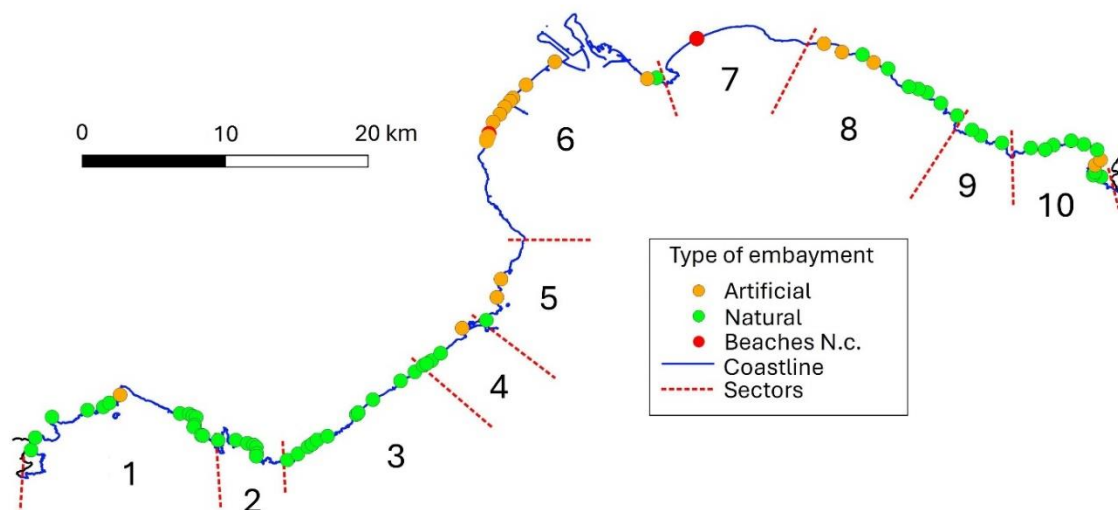 0 10 20 km
1
2
3
4
5
6
7
8
9
10
Type of embayment
Artificial
Natural
Beaches N.c.
Coastline
Sectors